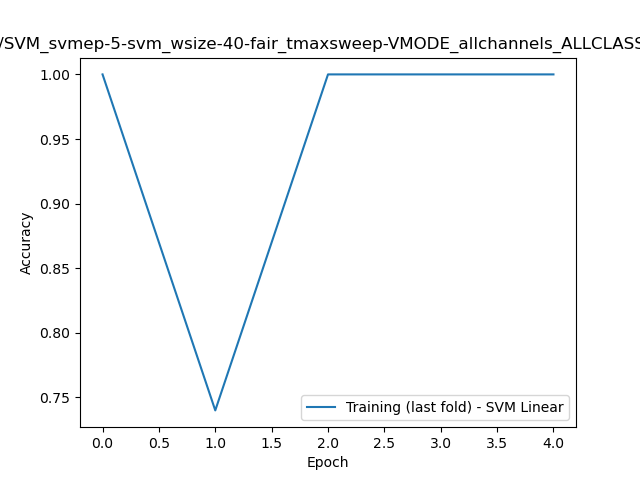 /SVM_svmep-5-svm_wsize-40-fair_tmaxsweep-VMODE_allchannels_ALLCLASS
1.00
0.95
0.90
0.85
0.80
0.75
Accuracy
Training (last fold) - SVM Linear
0.0 0.5 1.0 1.5 2.0 2.5 3.0 3.5 4.0
Epoch